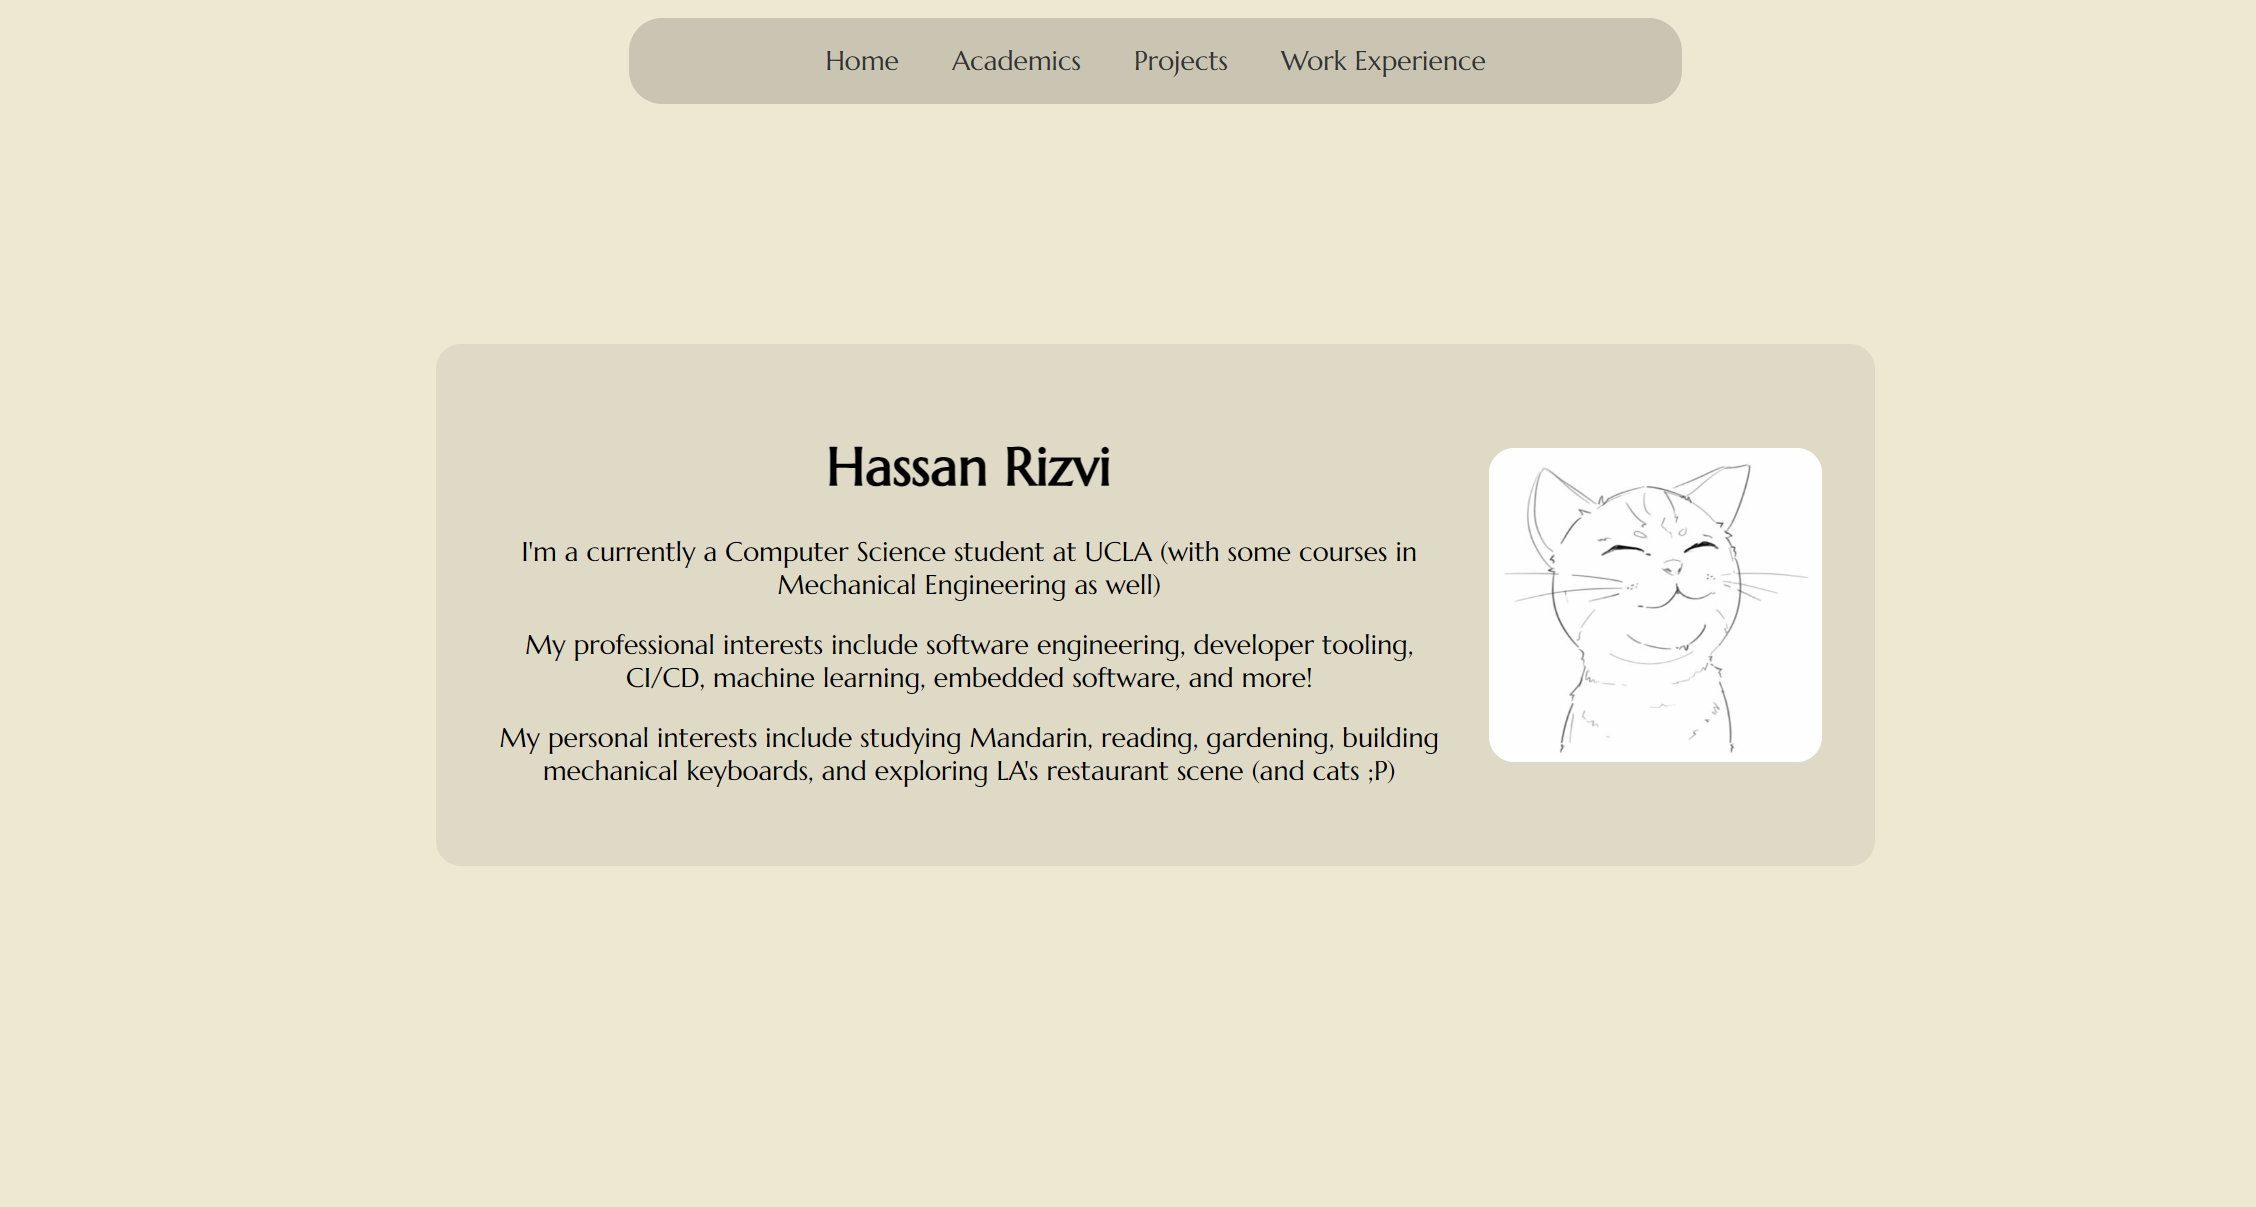 Home Academics Projects Work Experience
Hassan Rizvi
I'm a currently a Computer Science student at UCLA (with some courses in
Mechanical Engineering as well)
My professional interests include software engineering, developer tooling,
CI/CD, machine learning, embedded software, and more!
My personal interests include studying Mandarin, reading, gardening, building
mechanical keyboards, and exploring LA's restaurant scene (and cats ;P)